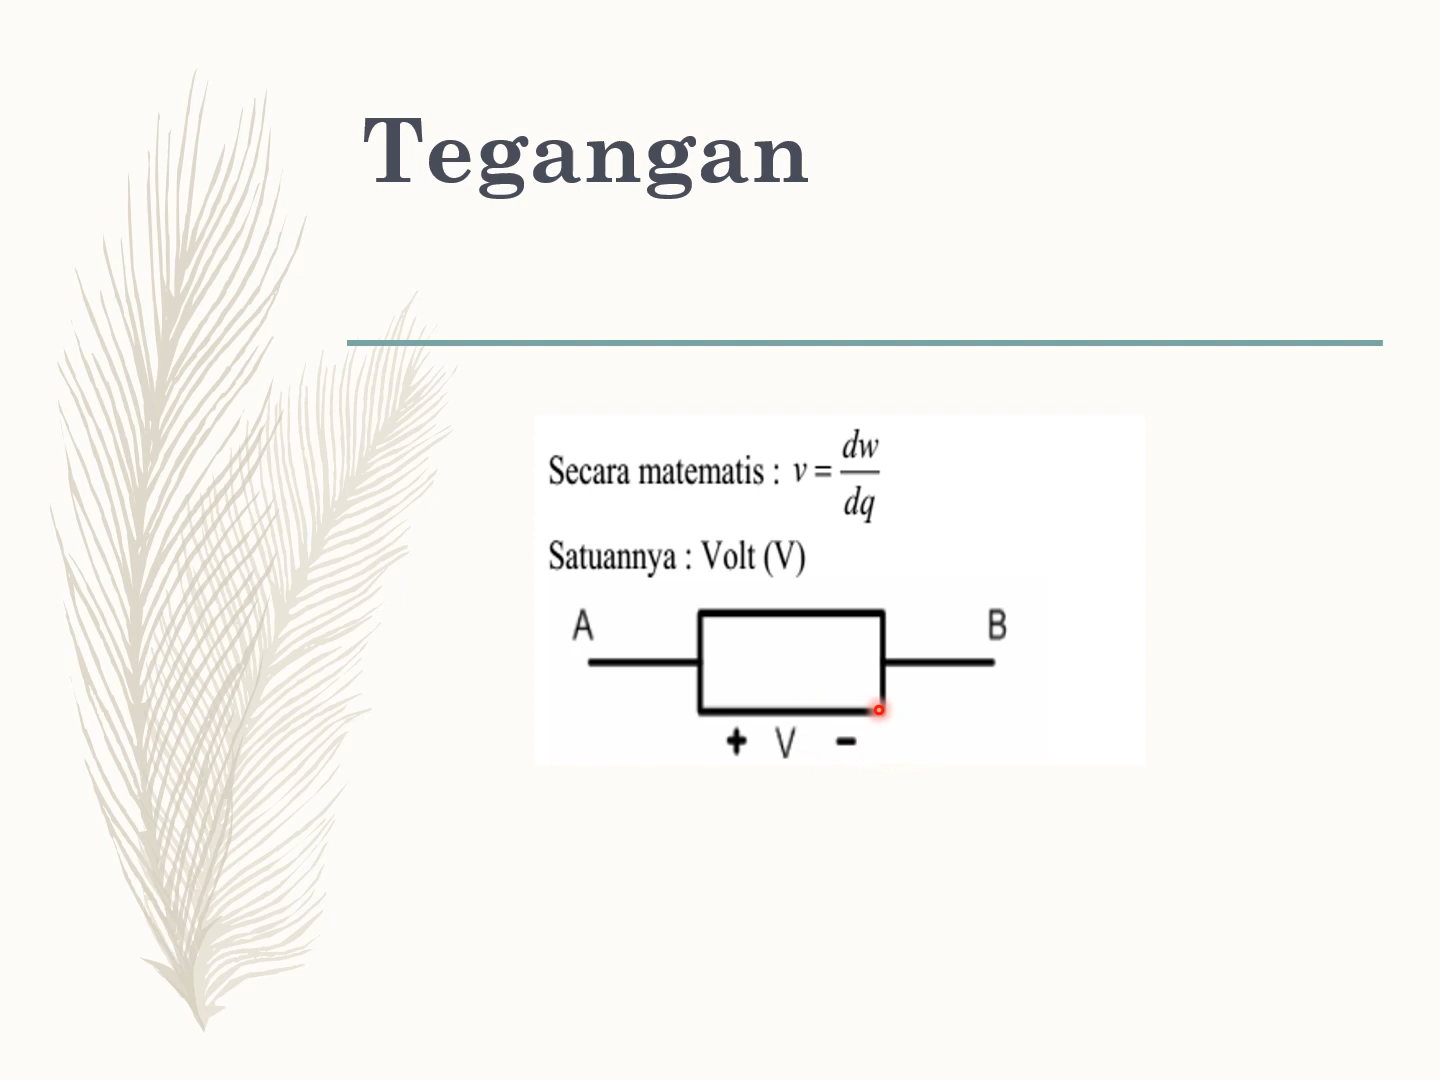 Tegangan
Secara matematis : v = dw/dq
Satuannya : Volt (V)
A B
+ V -